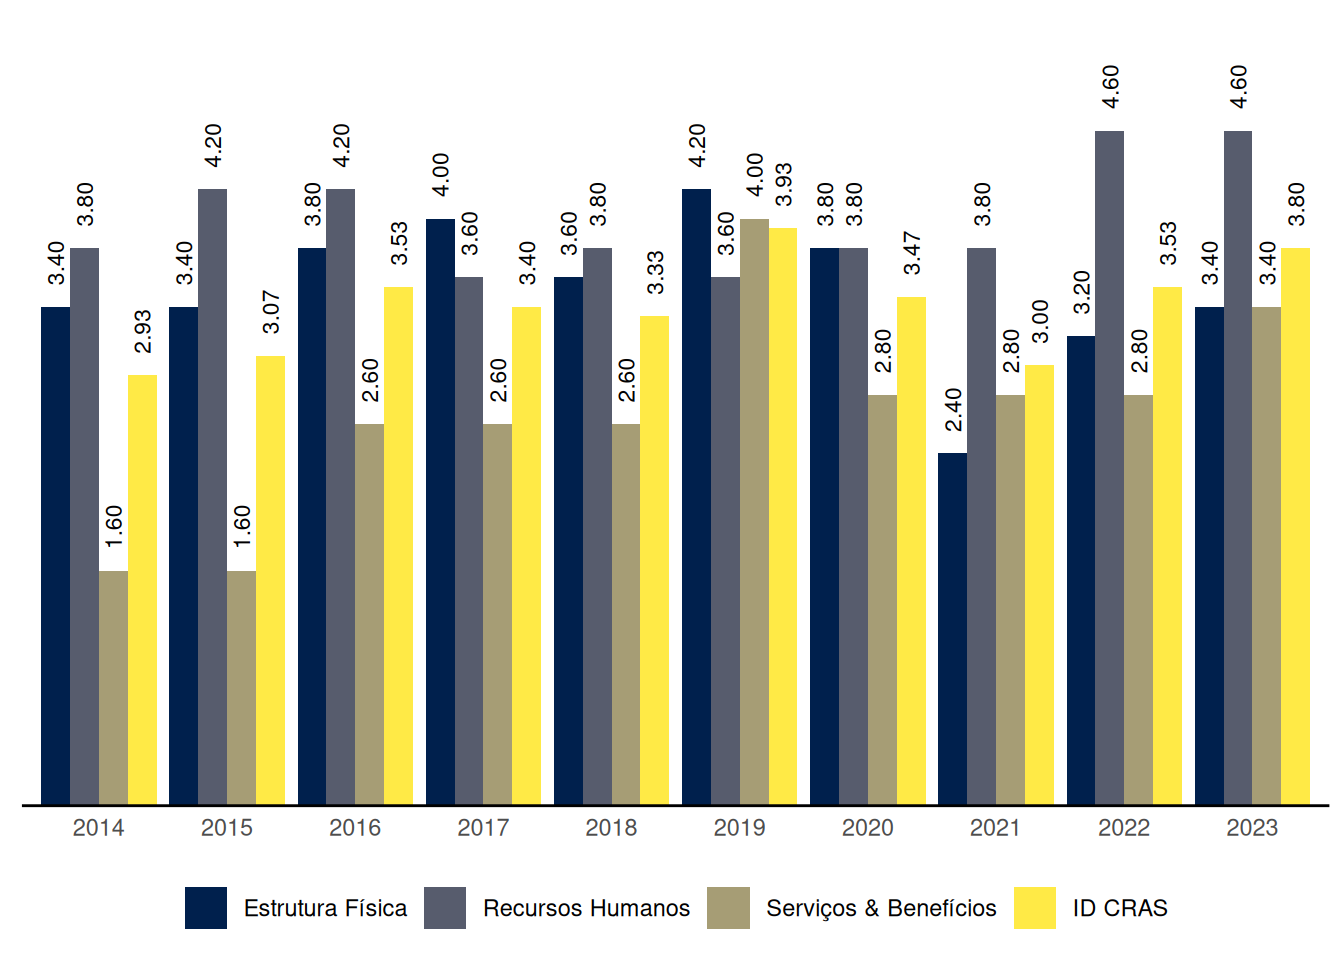 3.40 3.80 1.60 2.93
3.40 4.20 1.60 3.07
3.80 4.20 2.60 3.53
4.00 3.60 2.60 3.40
3.60 3.80 2.60 3.33
4.20 3.60 4.00 3.93
3.80 3.80 2.80 3.47
2.40 3.80 2.80 3.00
3.20 4.60 2.80 3.53
3.40 4.60 3.40 3.80
2014 2015 2016 2017 2018 2019 2020 2021 2022 2023
Estrutura Física Recursos Humanos Serviços & Benefícios ID CRAS